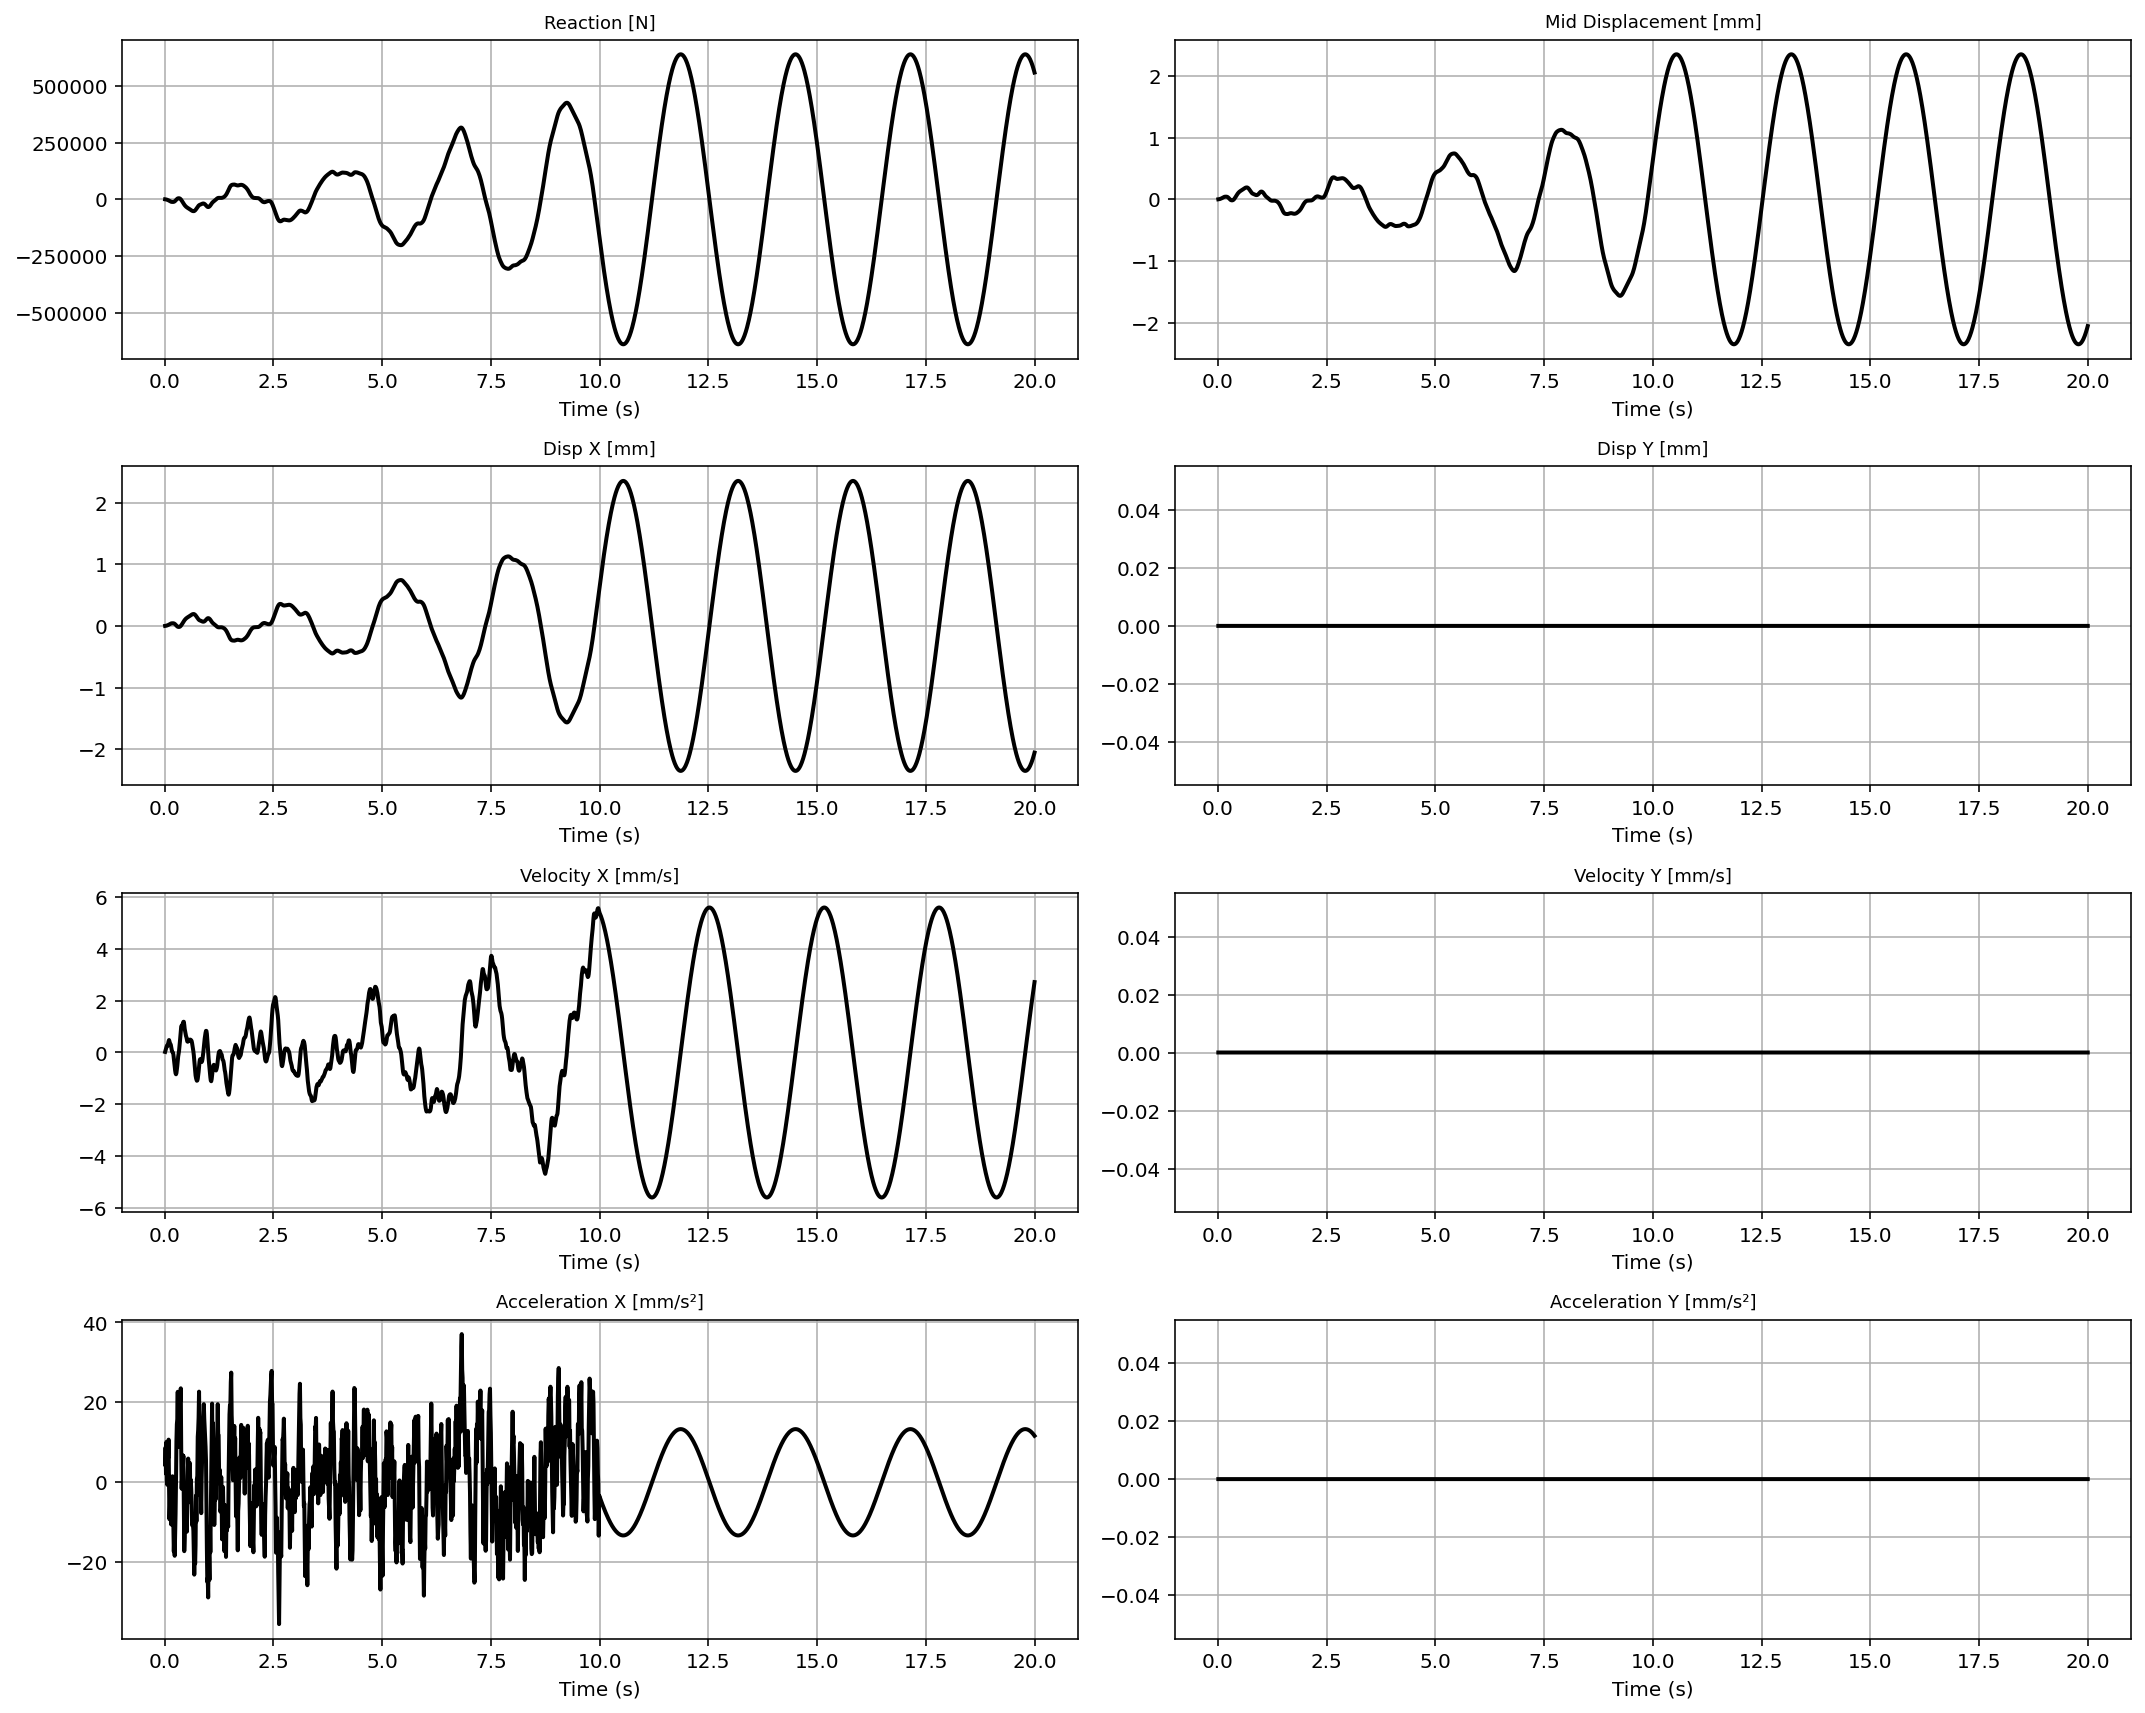 Reaction [N]
500000
250000
0
−250000
−500000
0.0 2.5 5.0 7.5 10.0 12.5 15.0 17.5 20.0
Time (s)
Mid Displacement [mm]
2
1
0
−1
−2
0.0 2.5 5.0 7.5 10.0 12.5 15.0 17.5 20.0
Time (s)
Disp X [mm]
2
1
0
−1
−2
0.0 2.5 5.0 7.5 10.0 12.5 15.0 17.5 20.0
Time (s)
Disp Y [mm]
0.04
0.02
0.00
−0.02
−0.04
0.0 2.5 5.0 7.5 10.0 12.5 15.0 17.5 20.0
Time (s)
Velocity X [mm/s]
6
4
2
0
−2
−4
−6
0.0 2.5 5.0 7.5 10.0 12.5 15.0 17.5 20.0
Time (s)
Velocity Y [mm/s]
0.04
0.02
0.00
−0.02
−0.04
0.0 2.5 5.0 7.5 10.0 12.5 15.0 17.5 20.0
Time (s)
Acceleration X [mm/s²]
40
20
0
−20
0.0 2.5 5.0 7.5 10.0 12.5 15.0 17.5 20.0
Time (s)
Acceleration Y [mm/s²]
0.04
0.02
0.00
−0.02
−0.04
0.0 2.5 5.0 7.5 10.0 12.5 15.0 17.5 20.0
Time (s)